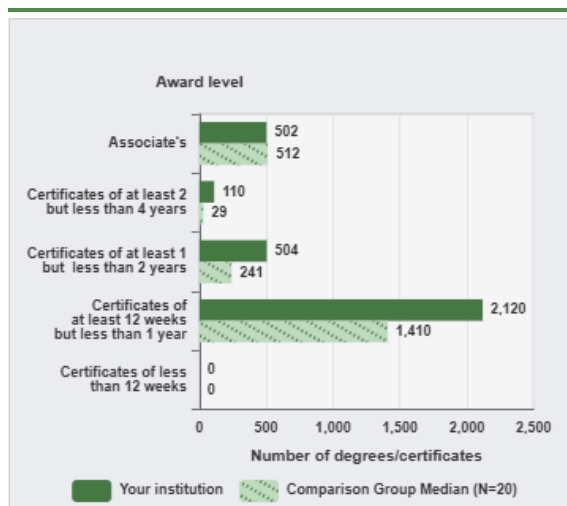 Award level
Associate's
502
512
Certificates of at least 2
but less than 4 years
110
29
Certificates of at least 1
but less than 2 years
504
241
Certificates of
at least 12 weeks
but less than 1 year
2,120
1,410
Certificates of less
than 12 weeks
0
0
0 500 1,000 1,500 2,000 2,500
Number of degrees/certificates
Your institution Comparison Group Median (N=20)